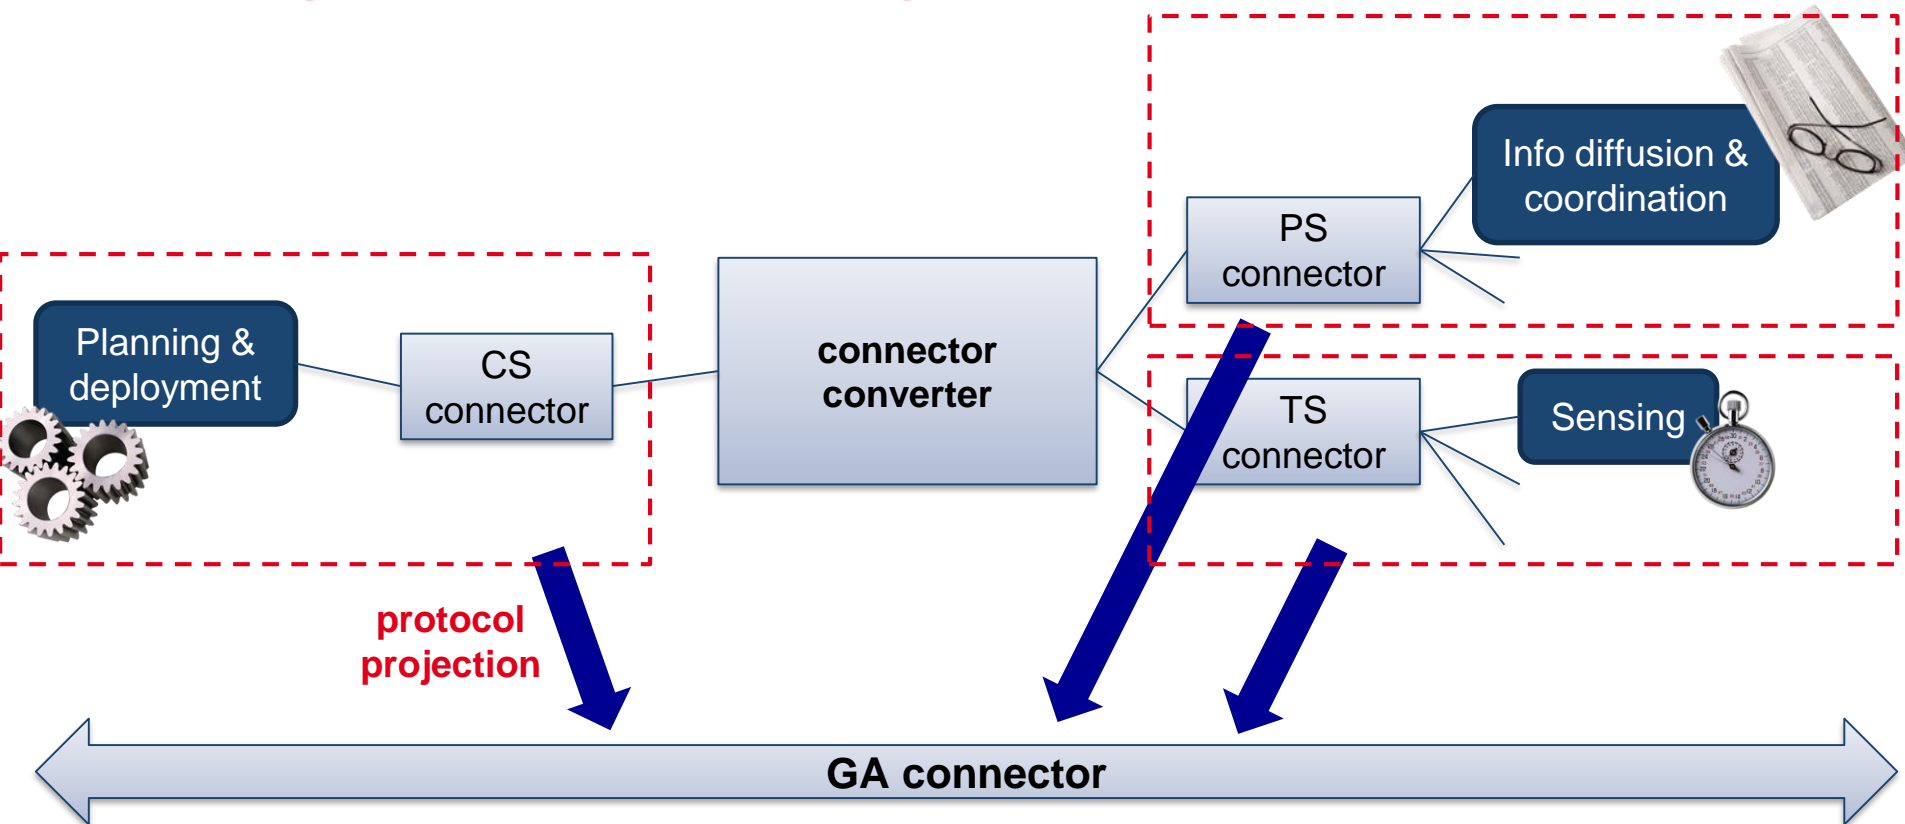 Info diffusion &
coordination
PS
connector
Planning &
deployment
CS
connector
connector
converter
TS
connector
Sensing
protocol
projection
GA connector